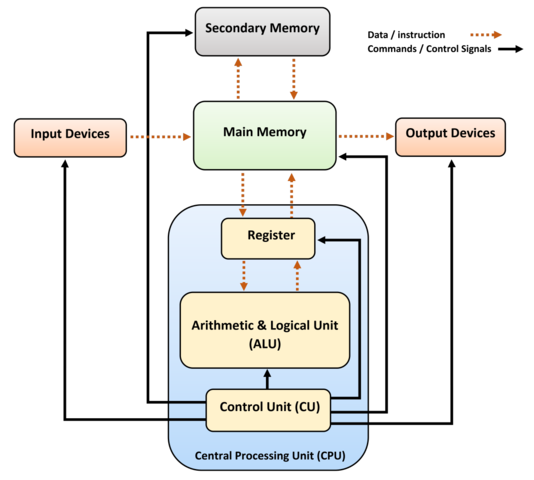 Secondary Memory
Data / instruction
Commands / Control Signals
Input Devices
Main Memory
Output Devices
Register
Arithmetic & Logical Unit
(ALU)
Control Unit (CU)
Central Processing Unit (CPU)